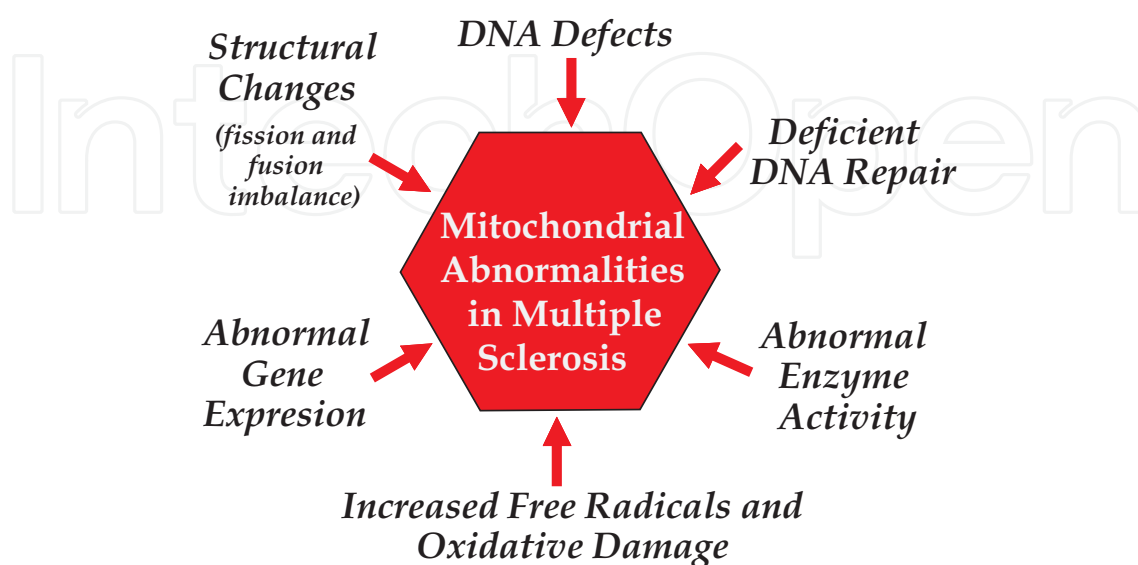 DNA Defects
Structural
Changes
(fission and
fusion
imbalance)
Deficient
DNA Repair
IntechOpen
Mitochondrial
Abnormalities
in Multiple
Sclerosis
Abnormal
Gene
Expresion
Abnormal
Enzyme
Activity
Increased Free Radicals and
Oxidative Damage